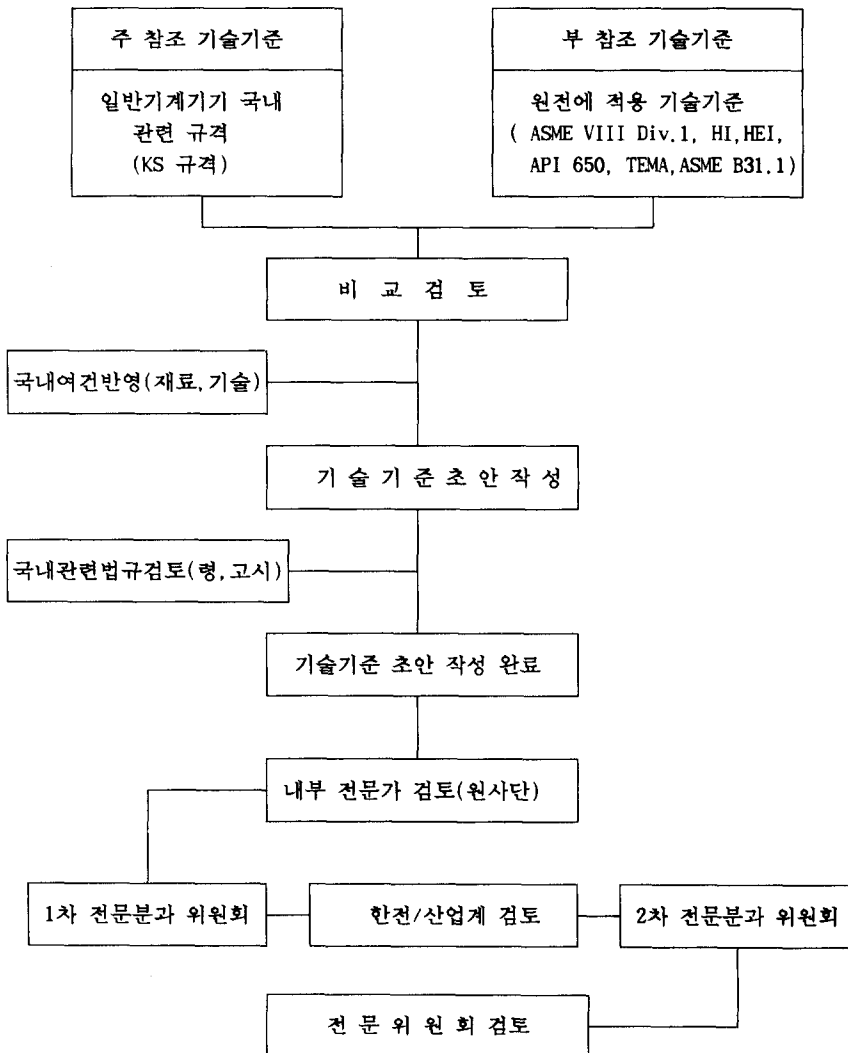 주 참조 기술기준
일반기계기기 국내
관련 규격
(KS 규격)
부 참조 기술기준
원전에 적용 기술기준
( ASME VIII Div.1, HI,HEI,
API 650, TEMA,ASME B31.1)
비 교 검 토
국내여건반영(재료,기술)
기 술 기 준 초 안 작 성
국내관련법규검토(령,고시)
기술기준 초안 작성 완료
내부 전문가 검토(원사단)
1차 전문분과 위원회
한전/산업계 검토
2차 전문분과 위원회
전 문 위 원 회 검 토